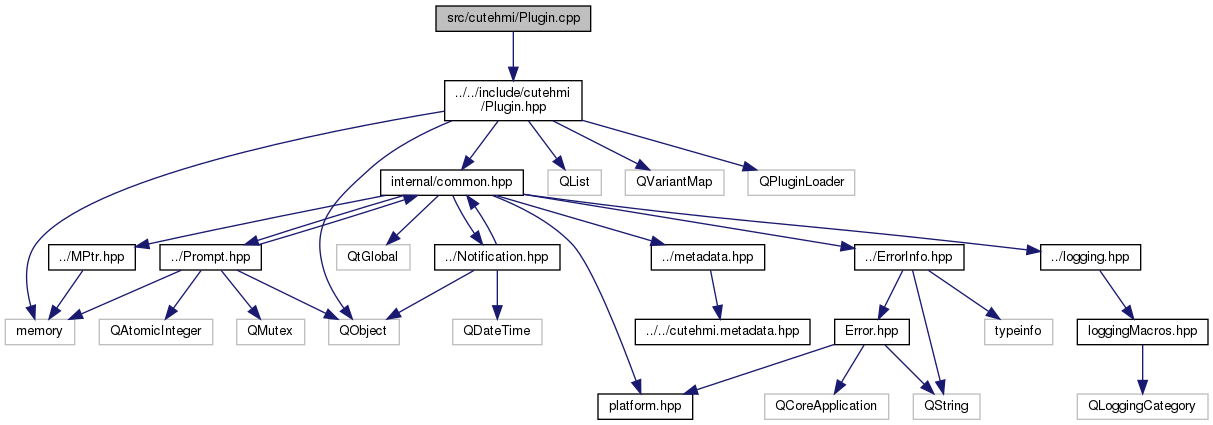 src/cutehmi/Plugin.cpp
../../include/cutehmi
/Plugin.hpp
internal/common.hpp
QList
QVariantMap
QPluginLoader
../MPtr.hpp
../Prompt.hpp
QtGlobal
../Notification.hpp
../metadata.hpp
../ErrorInfo.hpp
../logging.hpp
memory
QAtomicInteger
QMutex
QObject
QDateTime
../../cutehmi.metadata.hpp
Error.hpp
typeinfo
loggingMacros.hpp
platform.hpp
QCoreApplication
QString
QLoggingCategory